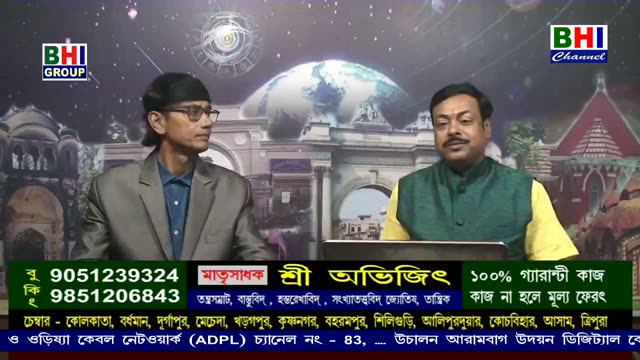 BHI
GROUP
BHI
Channel
বুকিং
9051239324
9851206843
মাতৃসাধক শ্রী অভিজিৎ
তন্ত্রসম্রাট, বাস্তুবিদ্‌, হস্তরেখাবিদ্‌, সংখ্যাতত্ত্ববিদ্‌ জ্যোতিষ, তান্ত্রিক
১০০% গ্যারান্টী কাজ
কাজ না হলে মূল্য ফেরৎ
চেম্বার - কোলকাতা, বর্ধমান, দূর্গাপুর, মেচেদা, খড়গপুর, কৃষ্ণনগর, বহরমপুর, শিলিগুড়ি, আলিপুরদুয়ার, কোচবিহার, আসাম, ত্রিপুরা
ও ওড়িষ্যা কেবল নেটওয়ার্ক (ADPL) চ্যানেল নং - 83, .... উচালন আরামবাগ ইন্ডিয়ান ডিজিট্যাল